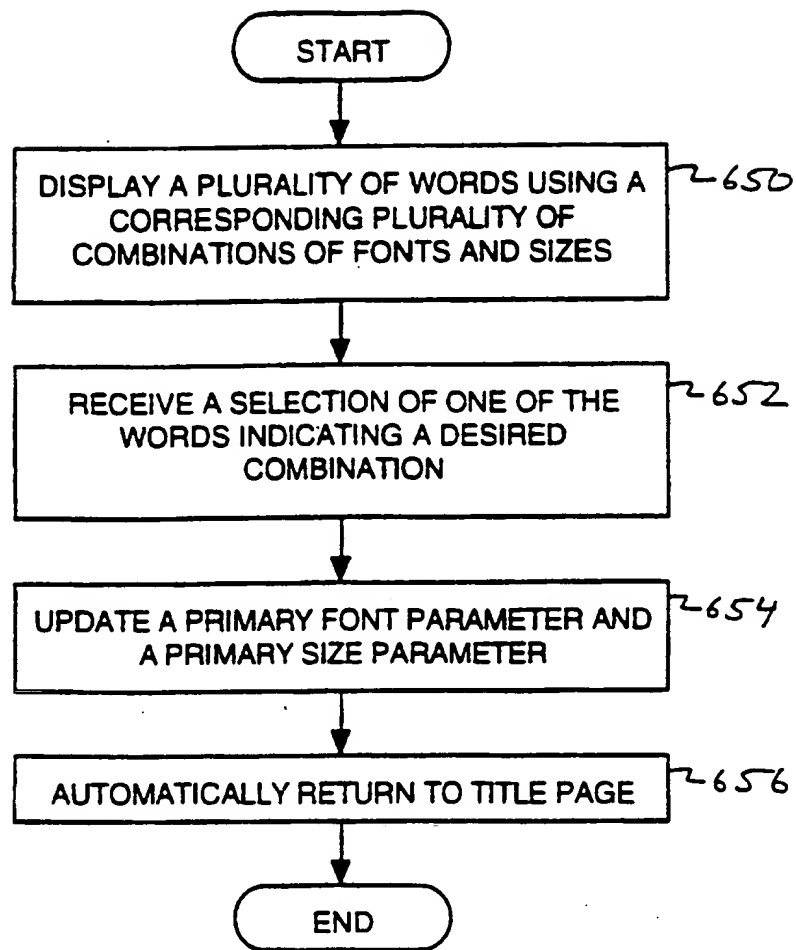 START
DISPLAY A PLURALITY OF WORDS USING A
CORRESPONDING PLURALITY OF
COMBINATIONS OF FONTS AND SIZES
650
RECEIVE A SELECTION OF ONE OF THE
WORDS INDICATING A DESIRED
COMBINATION
652
UPDATE A PRIMARY FONT PARAMETER AND
A PRIMARY SIZE PARAMETER
654
AUTOMATICALLY RETURN TO TITLE PAGE
656
END